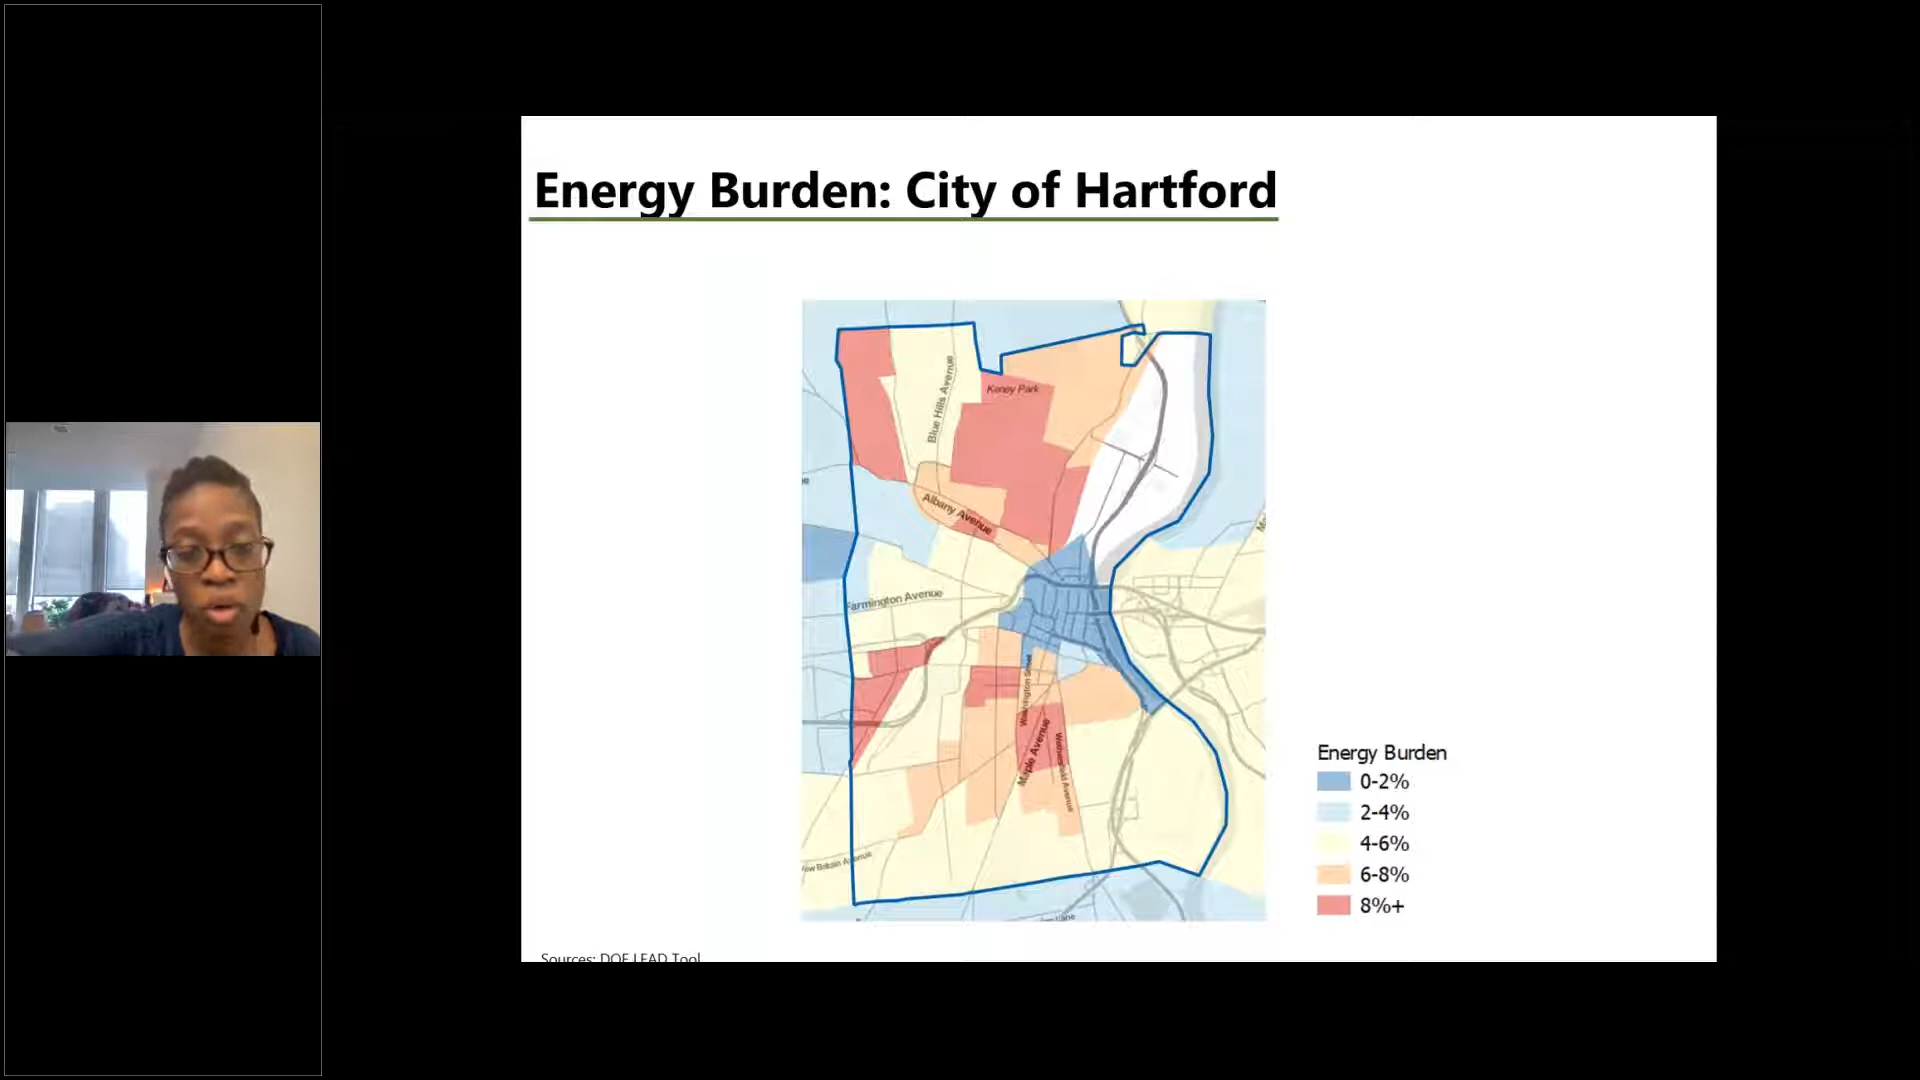 Energy Burden: City of Hartford
Keney Park
Blue Hills Avenue
Albany Avenue
Farmington Avenue
Washington Street
Maple Avenue
Wethersfield Avenue
New Britain Avenue
Energy Burden
0-2%
2-4%
4-6%
6-8%
8%+
Sources: DOE LEAD Tool